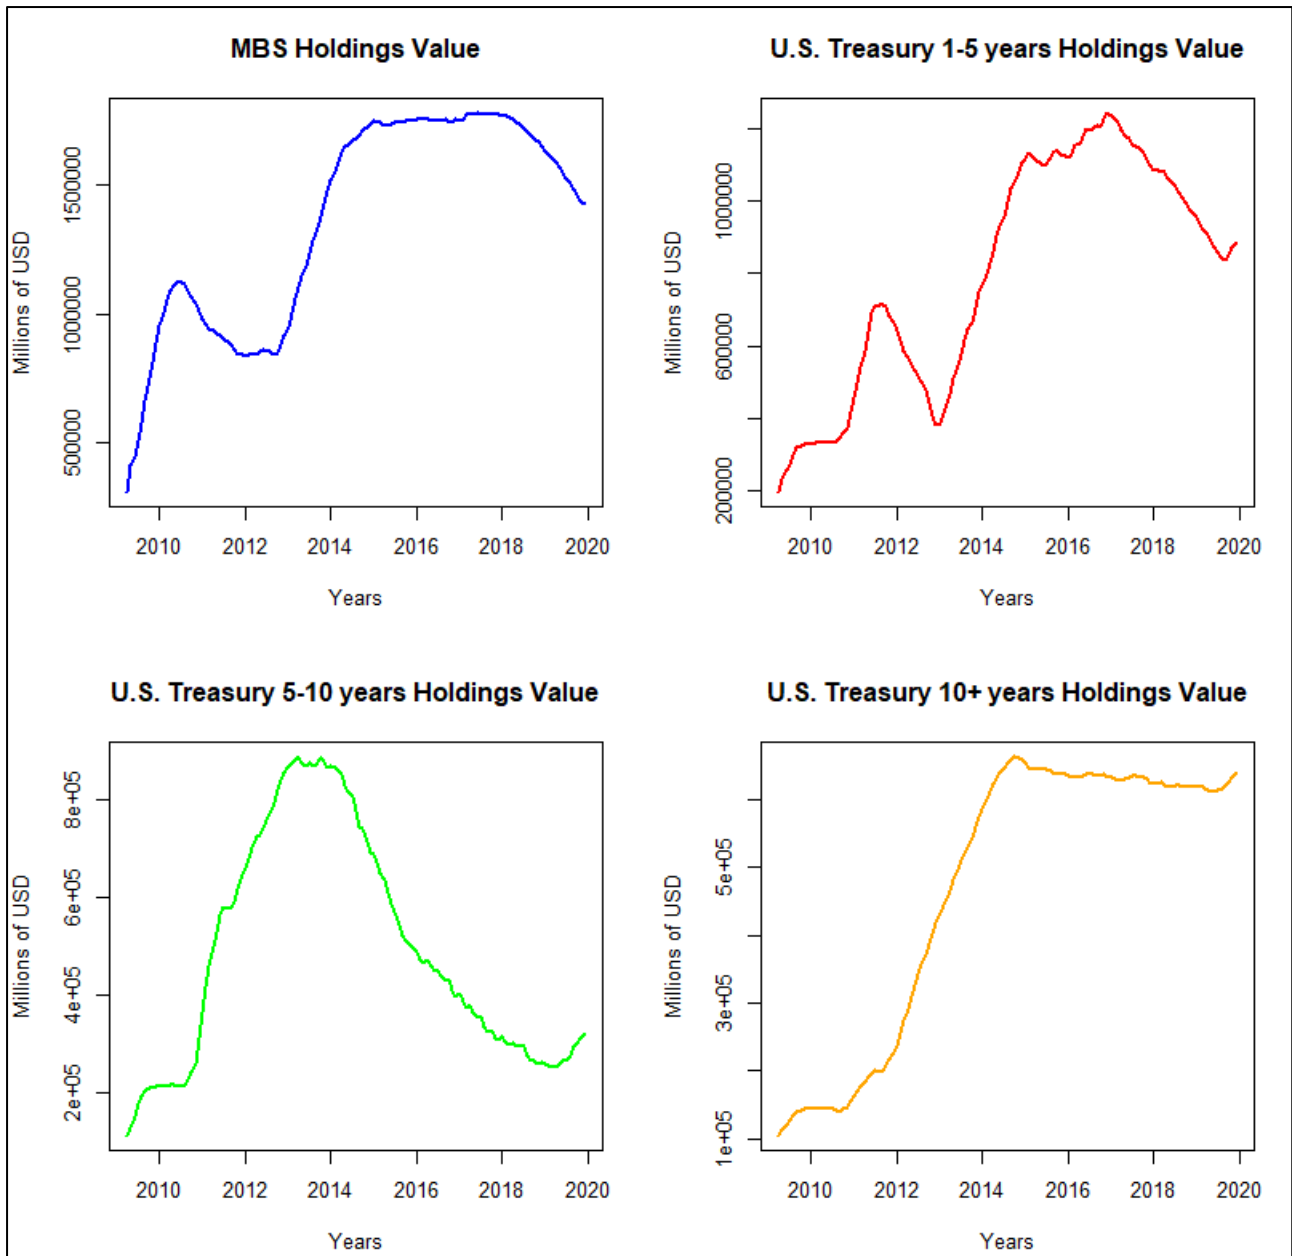 MBS Holdings Value
Millions of USD
1500000
1000000
500000
2010 2012 2014 2016 2018 2020
Years
U.S. Treasury 1-5 years Holdings Value
Millions of USD
1000000
600000
200000
2010 2012 2014 2016 2018 2020
Years
U.S. Treasury 5-10 years Holdings Value
Millions of USD
8e+05
6e+05
4e+05
2e+05
2010 2012 2014 2016 2018 2020
Years
U.S. Treasury 10+ years Holdings Value
Millions of USD
5e+05
3e+05
1e+05
2010 2012 2014 2016 2018 2020
Years